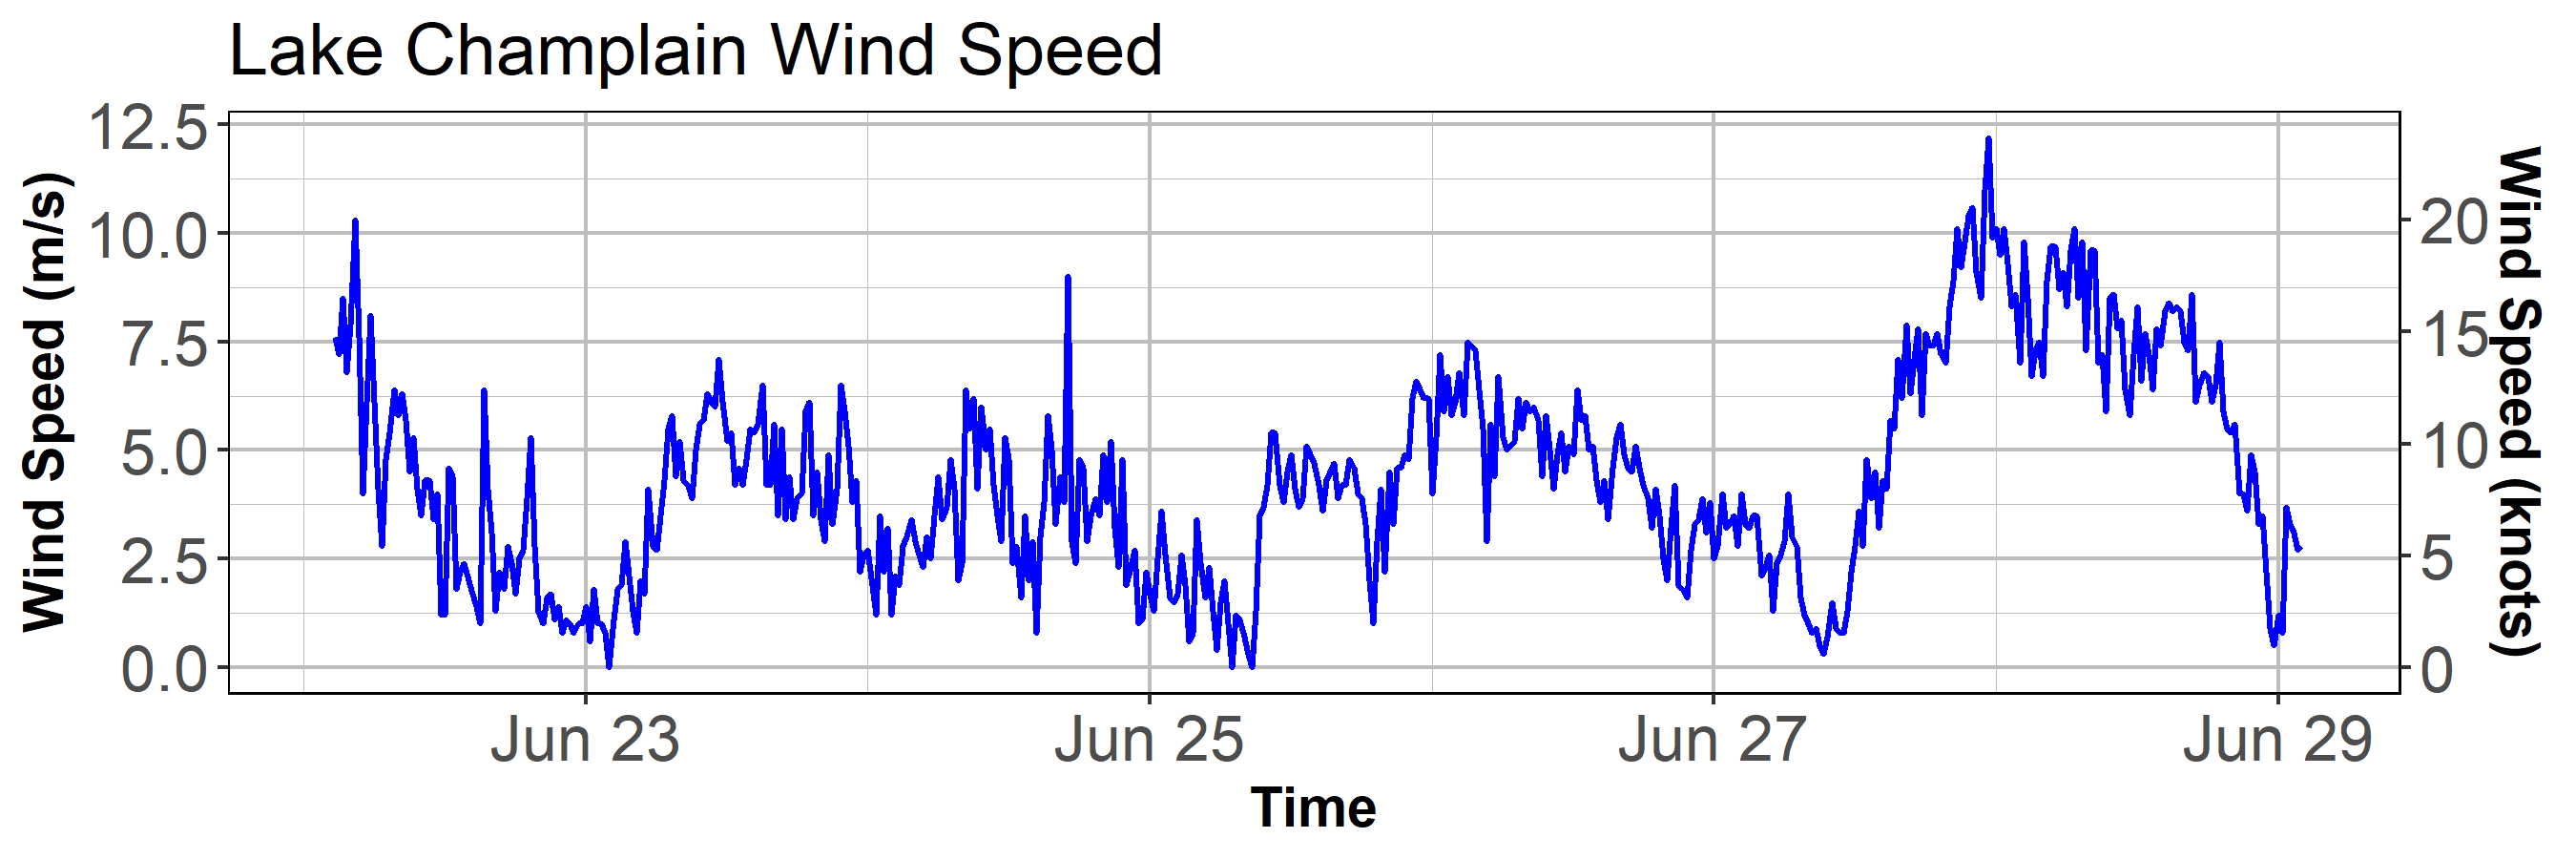 Lake Champlain Wind Speed
Wind Speed (m/s)
12.5
10.0
7.5
5.0
2.5
0.0
20
15
10
5
0
Wind Speed (knots)
Jun 23 Jun 25 Jun 27 Jun 29
Time